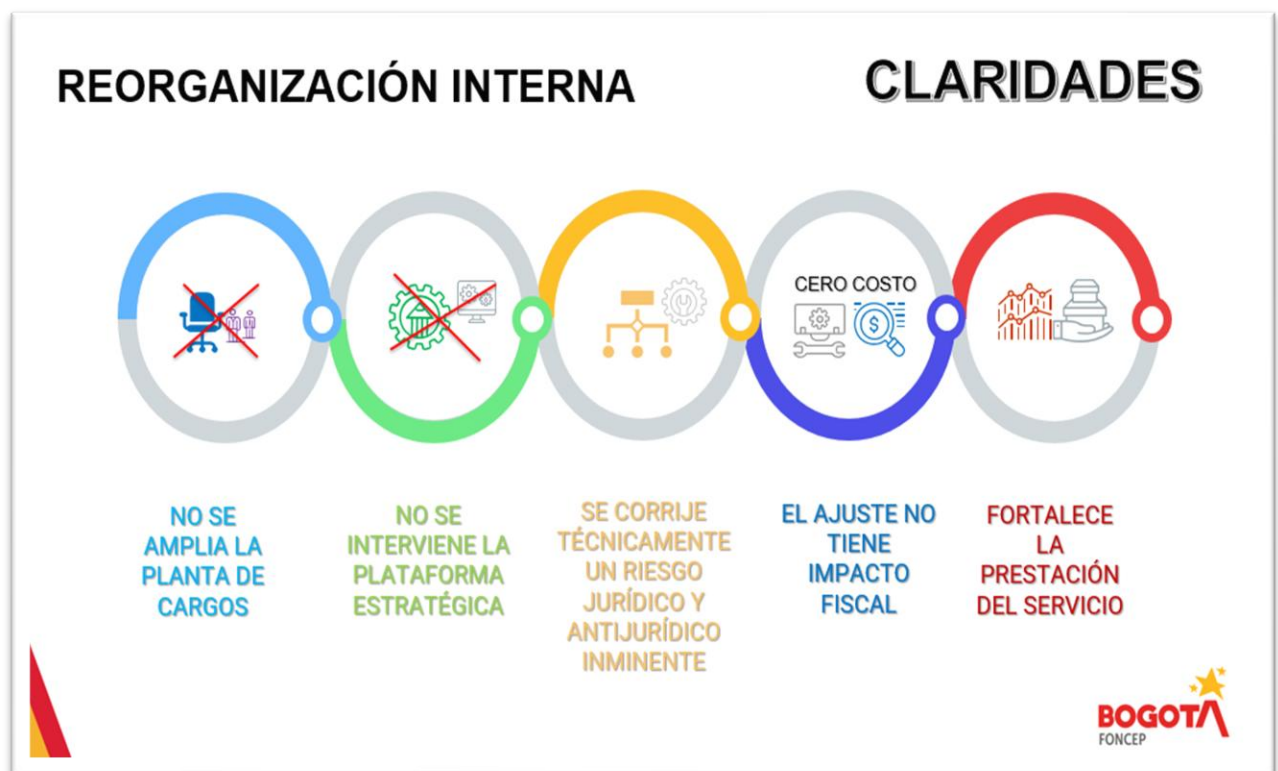 REORGANIZACIÓN INTERNA
CLARIDADES
CERO COSTO
NO SE
AMPLIA LA
PLANTA DE
CARGOS
NO SE
INTERVIENE LA
PLATAFORMA
ESTRATÉGICA
SE CORRIJE
TÉCNICAMENTE
UN RIESGO
JURÍDICO Y
ANTIJURÍDICO
INMINENTE
EL AJUSTE NO
TIENE
IMPACTO
FISCAL
FORTALECE
LA
PRESTACIÓN
DEL SERVICIO
BOGOTÁ
FONCEP